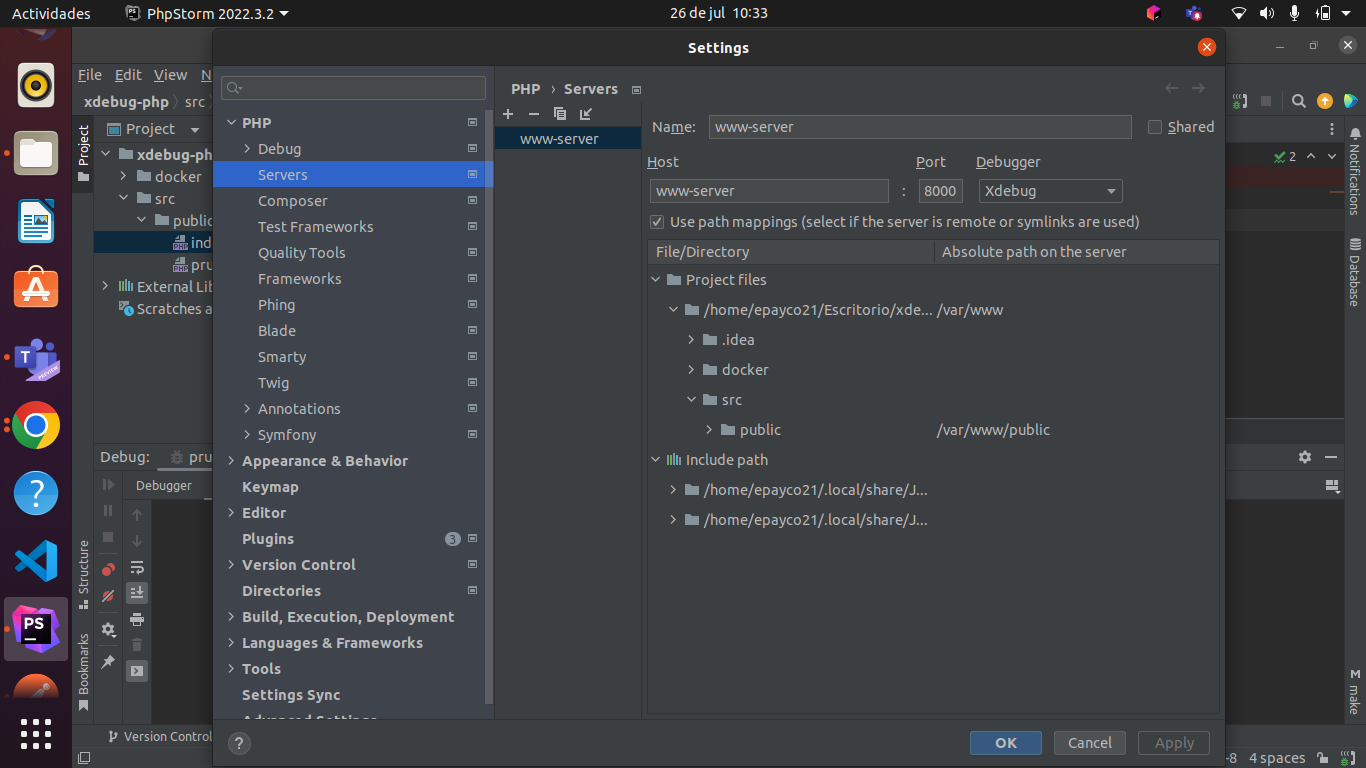 Actividades
PhpStorm 2022.3.2
26 de jul 10:33
Settings
File Edit View N
xdebug-php src
Project
Project
xdebug-ph
docker
src
public
ind
pru
External Lib
Scratches a
PHP
Debug
Servers
Composer
Test Frameworks
Quality Tools
Frameworks
Phing
Blade
Smarty
Twig
Annotations
Symfony
Appearance & Behavior
Keymap
Editor
Plugins 3
Version Control
Directories
Build, Execution, Deployment
Languages & Frameworks
Tools
Settings Sync
Advanced Settings
PHP › Servers
www-server
Name: www-server
Shared
Host Port Debugger
www-server : 8000 Xdebug
Use path mappings (select if the server is remote or symlinks are used)
File/Directory Absolute path on the server
Project files
/home/epayco21/Escritorio/xde... /var/www
.idea
docker
src
public /var/www/public
Include path
/home/epayco21/.local/share/J...
/home/epayco21/.local/share/J...
? OK Cancel Apply
2
Notifications
Database
make
Debug: pru
Debugger
Structure
Bookmarks
Version Control
-8 4 spaces
PS
T
PREVIEW